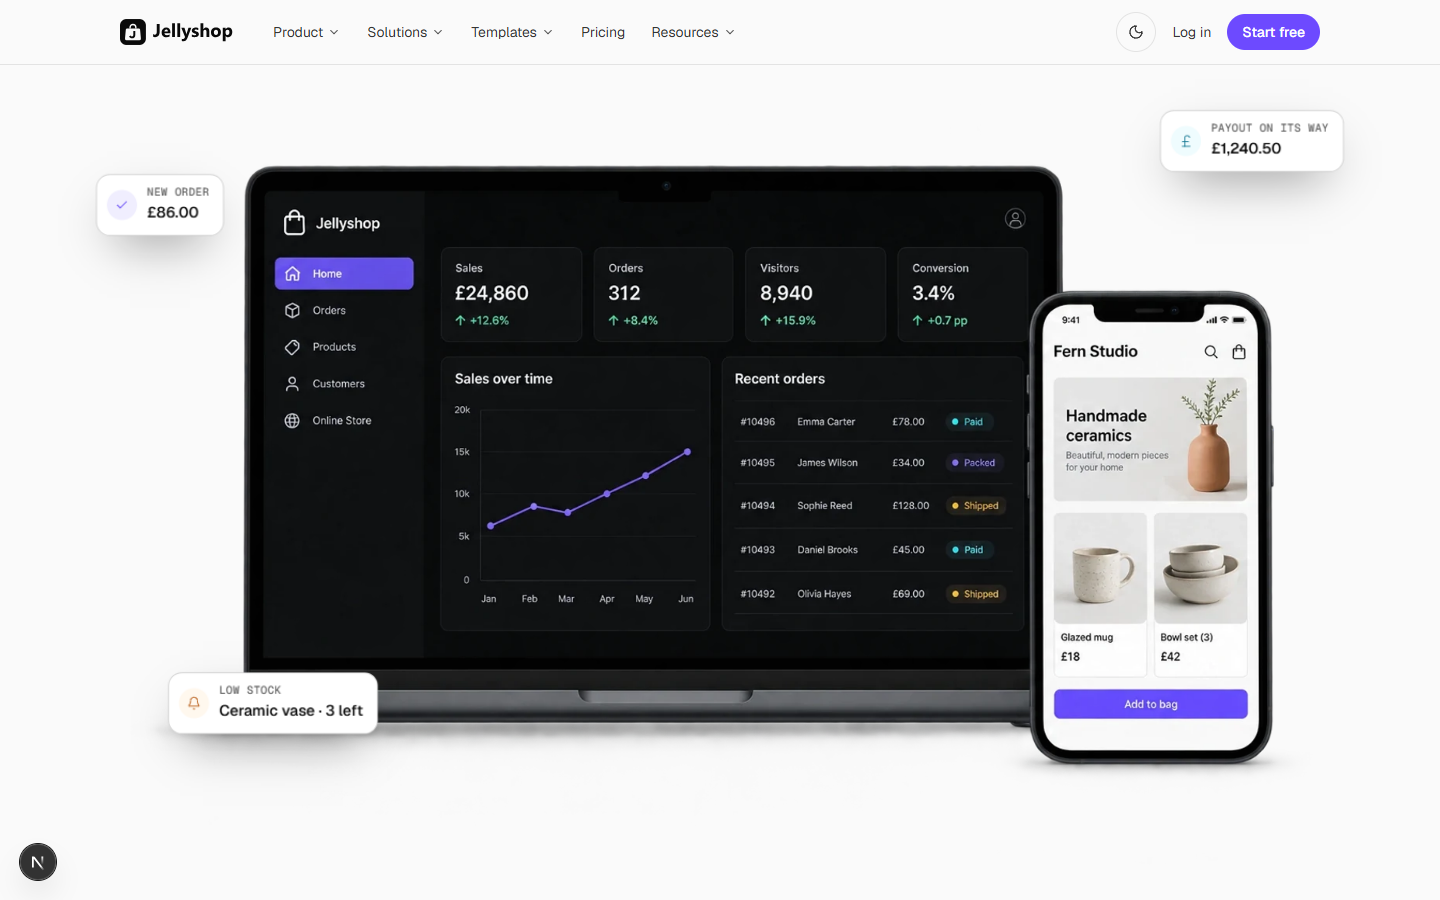 Jellyshop
Product
Solutions
Templates
Pricing
Resources
Log in
Start free
PAYOUT ON ITS WAY
£1,240.50
NEW ORDER
£86.00
Jellyshop
Home
Orders
Products
Customers
Online Store
Sales
£24,860
+12.6%
Orders
312
+8.4%
Visitors
8,940
+15.9%
Conversion
3.4%
+0.7 pp
Sales over time
20k
15k
10k
5k
0
Jan Feb Mar Apr May Jun
Recent orders
#10496 Emma Carter £78.00 Paid
#10495 James Wilson £34.00 Packed
#10494 Sophie Reed £128.00 Shipped
#10493 Daniel Brooks £45.00 Paid
#10492 Olivia Hayes £69.00 Shipped
9:41
Fern Studio
Handmade
ceramics
Beautiful, modern pieces
for your home
Glazed mug
£18
Bowl set (3)
£42
Add to bag
LOW STOCK
Ceramic vase · 3 left
N